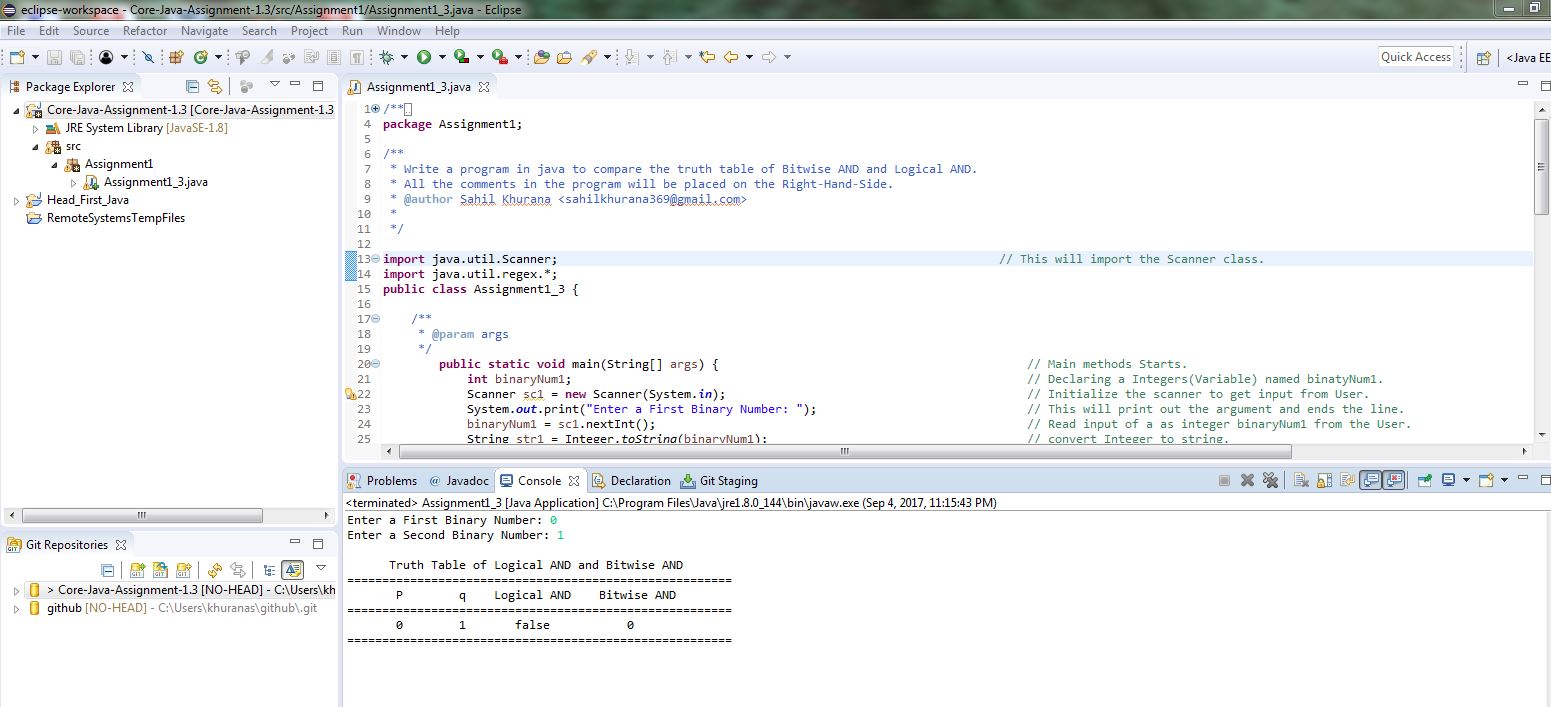 eclipse-workspace - Core-Java-Assignment-1.3/src/Assignment1/Assignment1_3.java - Eclipse
File Edit Source Refactor Navigate Search Project Run Window Help
Quick Access
<Java EE
Package Explorer
Core-Java-Assignment-1.3 [Core-Java-Assignment-1.3
JRE System Library [JavaSE-1.8]
src
Assignment1
Assignment1_3.java
Head_First_Java
RemoteSystemsTempFiles
Git Repositories
> Core-Java-Assignment-1.3 [NO-HEAD] - C:\Users\kh
github [NO-HEAD] - C:\Users\khuranas\github\.git
Assignment1_3.java
1 /**
4 package Assignment1;
5
6 /**
7 * Write a program in java to compare the truth table of Bitwise AND and Logical AND.
8 * All the comments in the program will be placed on the Right-Hand-Side.
9 * @author Sahil Khurana <sahilkhurana369@gmail.com>
10 *
11 */
12
13 import java.util.Scanner; // This will import the Scanner class.
14 import java.util.regex.*;
15 public class Assignment1_3 {
16
17 /**
18 * @param args
19 */
20 public static void main(String[] args) { // Main methods Starts.
21 int binaryNum1; // Declaring a Integers(Variable) named binatyNum1.
22 Scanner sc1 = new Scanner(System.in); // Initialize the scanner to get input from User.
23 System.out.print("Enter a First Binary Number: "); // This will print out the argument and ends the line.
24 binaryNum1 = sc1.nextInt(); // Read input of a as integer binaryNum1 from the User.
25 String str1 = Integer.toString(binaryNum1); // convert Integer to string.
Problems @ Javadoc Console Declaration Git Staging
<terminated> Assignment1_3 [Java Application] C:\Program Files\Java\jre1.8.0_144\bin\javaw.exe (Sep 4, 2017, 11:15:43 PM)
Enter a First Binary Number: 0
Enter a Second Binary Number: 1
Truth Table of Logical AND and Bitwise AND
=======================================================
P q Logical AND Bitwise AND
=======================================================
0 1 false 0
=======================================================